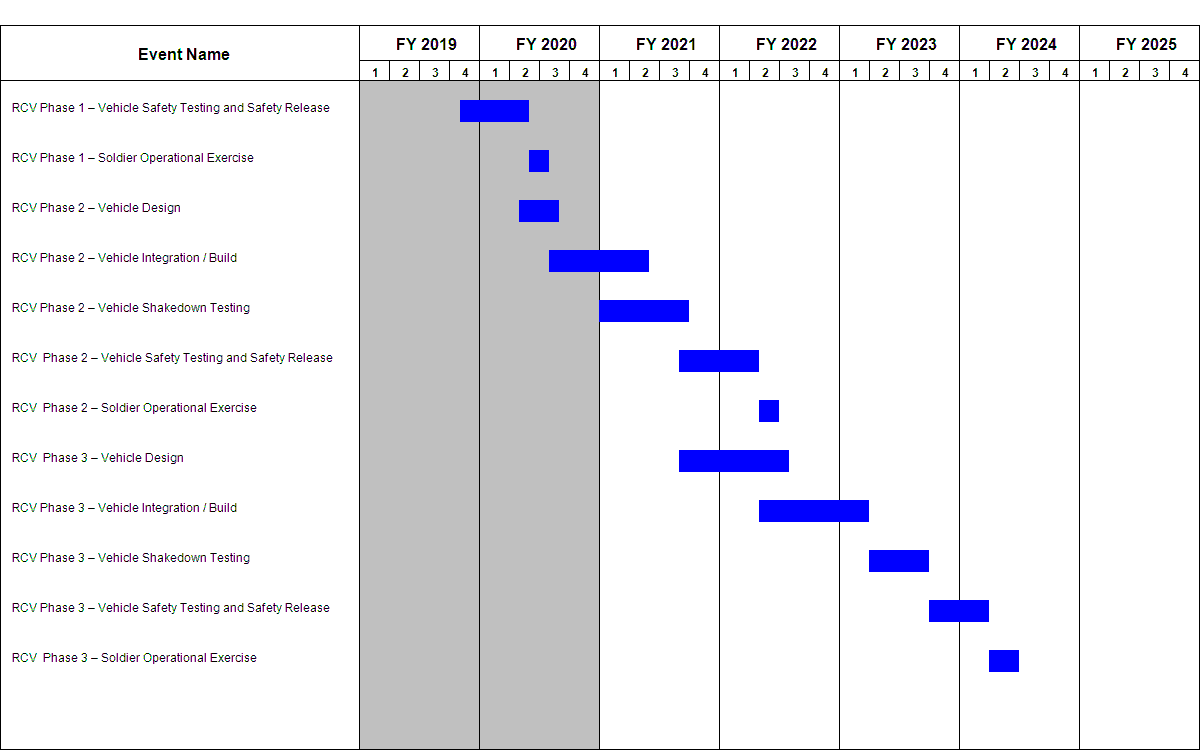 FY 2019 FY 2020 FY 2021 FY 2022 FY 2023 FY 2024 FY 2025
Event Name
1 2 3 4 1 2 3 4 1 2 3 4 1 2 3 4 1 2 3 4 1 2 3 4 1 2 3 4
RCV Phase 1 – Vehicle Safety Testing and Safety Release
RCV Phase 1 – Soldier Operational Exercise
RCV Phase 2 – Vehicle Design
RCV Phase 2 – Vehicle Integration / Build
RCV Phase 2 – Vehicle Shakedown Testing
RCV  Phase 2 – Vehicle Safety Testing and Safety Release
RCV  Phase 2 – Soldier Operational Exercise
RCV  Phase 3 – Vehicle Design
RCV Phase 3 – Vehicle Integration / Build
RCV Phase 3 – Vehicle Shakedown Testing
RCV Phase 3 – Vehicle Safety Testing and Safety Release
RCV  Phase 3 – Soldier Operational Exercise